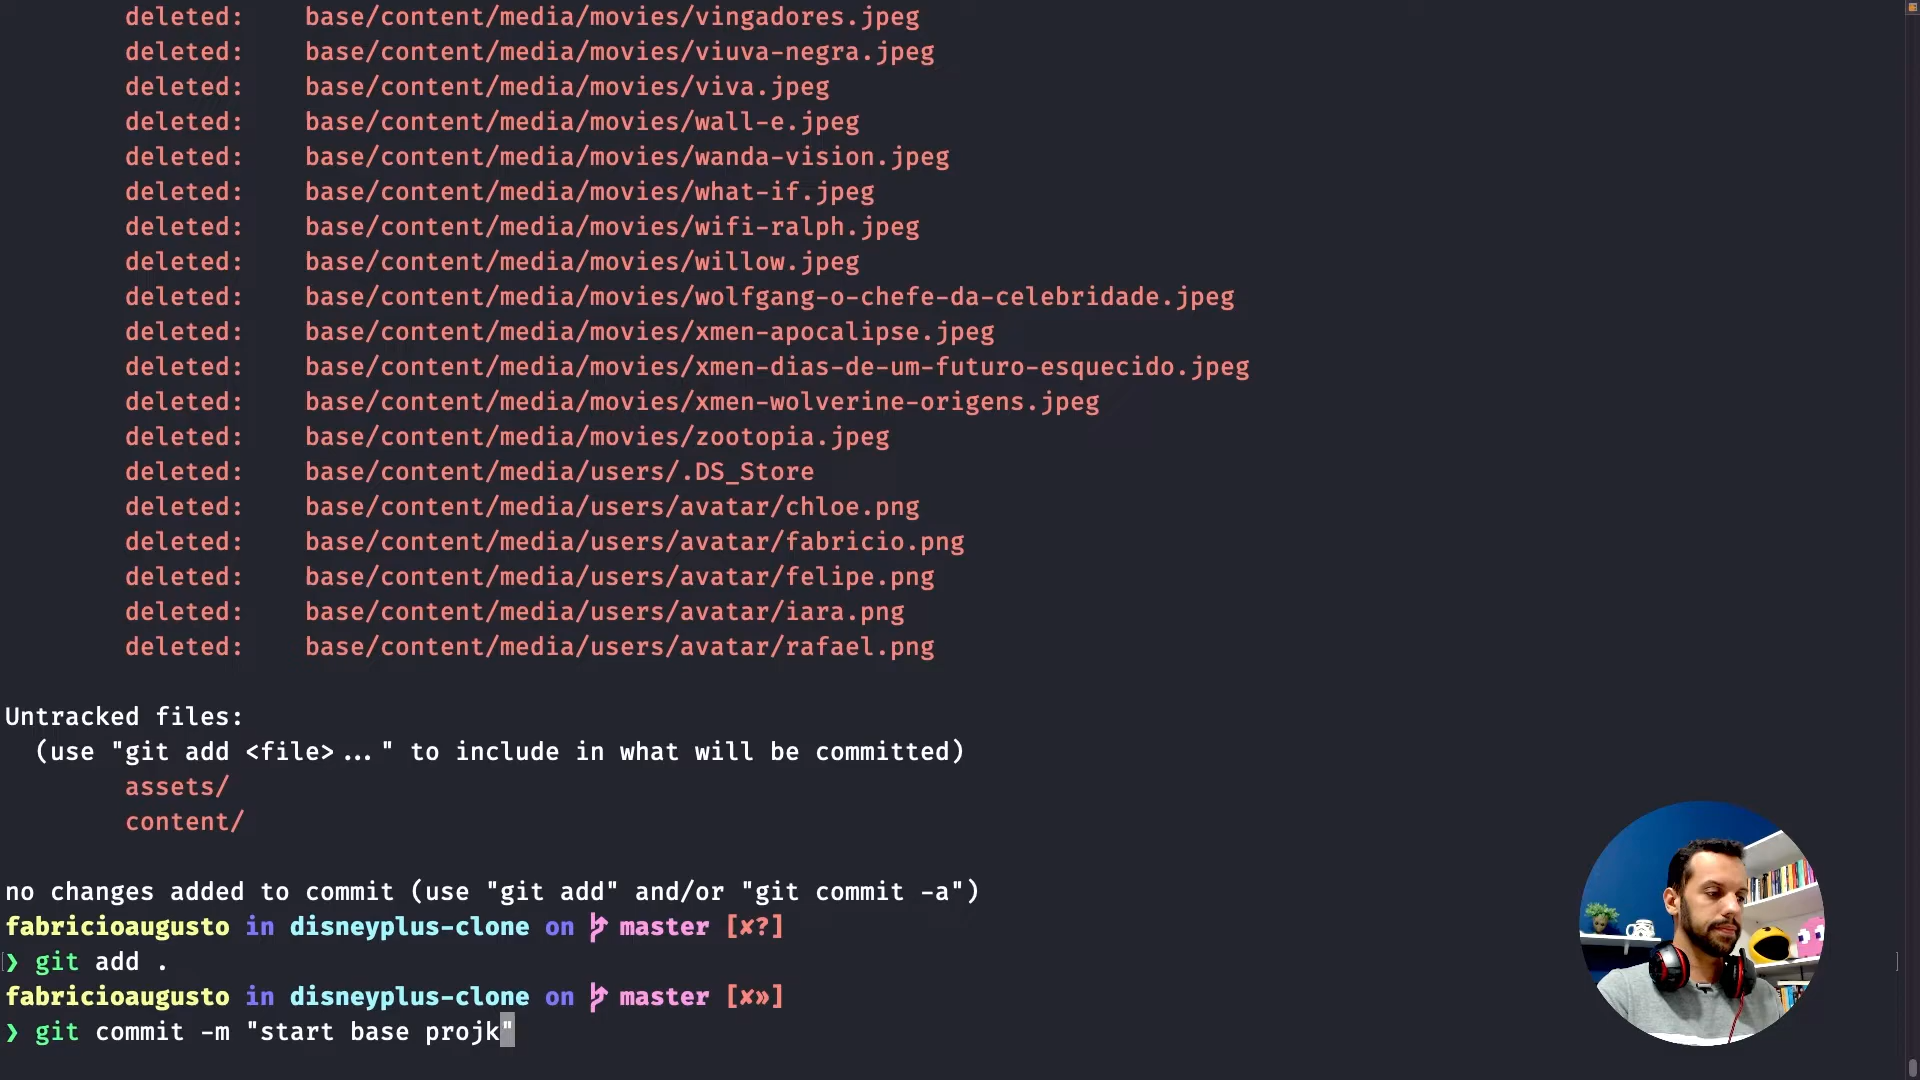 deleted: base/content/media/movies/vingadores.jpeg
deleted: base/content/media/movies/viuva-negra.jpeg
deleted: base/content/media/movies/viva.jpeg
deleted: base/content/media/movies/wall-e.jpeg
deleted: base/content/media/movies/wanda-vision.jpeg
deleted: base/content/media/movies/what-if.jpeg
deleted: base/content/media/movies/wifi-ralph.jpeg
deleted: base/content/media/movies/willow.jpeg
deleted: base/content/media/movies/wolfgang-o-chefe-da-celebridade.jpeg
deleted: base/content/media/movies/xmen-apocalipse.jpeg
deleted: base/content/media/movies/xmen-dias-de-um-futuro-esquecido.jpeg
deleted: base/content/media/movies/xmen-wolverine-origens.jpeg
deleted: base/content/media/movies/zootopia.jpeg
deleted: base/content/media/users/.DS_Store
deleted: base/content/media/users/avatar/chloe.png
deleted: base/content/media/users/avatar/fabricio.png
deleted: base/content/media/users/avatar/felipe.png
deleted: base/content/media/users/avatar/iara.png
deleted: base/content/media/users/avatar/rafael.png
Untracked files:
(use "git add <file>..." to include in what will be committed)
assets/
content/
no changes added to commit (use "git add" and/or "git commit -a")
fabricioaugusto in disneyplus-clone on master [✘?]
❯ git add .
fabricioaugusto in disneyplus-clone on master [✘»]
❯ git commit -m "start base projk"